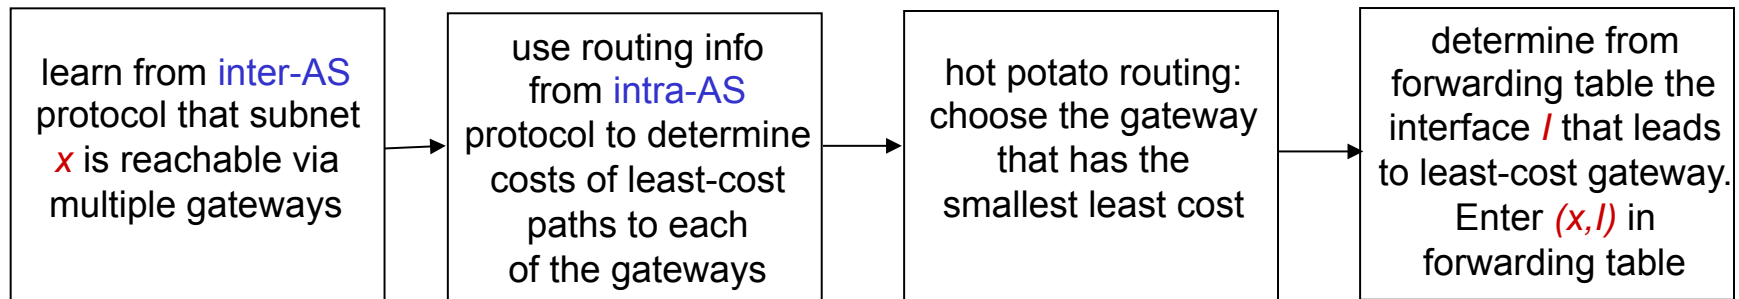 learn from inter-AS
protocol that subnet
x is reachable via
multiple gateways
use routing info
from intra-AS
protocol to determine
costs of least-cost
paths to each
of the gateways
hot potato routing:
choose the gateway
that has the
smallest least cost
determine from
forwarding table the
interface I that leads
to least-cost gateway.
Enter (x,I) in
forwarding table